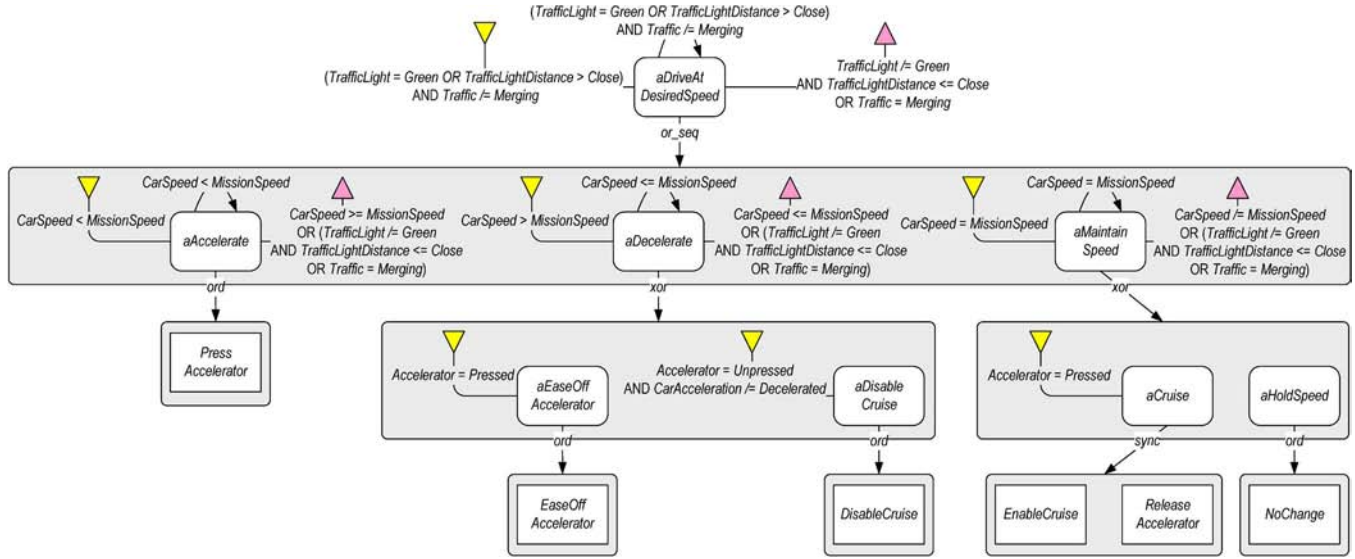 (TrafficLight = Green OR TrafficLightDistance > Close)
AND Traffic /= Merging
(TrafficLight = Green OR TrafficLightDistance > Close)
AND Traffic /= Merging
aDriveAt
DesiredSpeed
TrafficLight /= Green
AND TrafficLightDistance <= Close
OR Traffic = Merging
or_seq
CarSpeed < MissionSpeed
CarSpeed < MissionSpeed
aAccelerate
CarSpeed >= MissionSpeed
OR (TrafficLight /= Green
AND TrafficLightDistance <= Close
OR Traffic = Merging)
CarSpeed <= MissionSpeed
CarSpeed > MissionSpeed
aDecelerate
CarSpeed <= MissionSpeed
OR (TrafficLight /= Green
AND TrafficLightDistance <= Close
OR Traffic = Merging)
CarSpeed = MissionSpeed
CarSpeed = MissionSpeed
aMaintain
Speed
CarSpeed /= MissionSpeed
OR (TrafficLight /= Green
AND TrafficLightDistance <= Close
OR Traffic = Merging)
ord
xor
xor
Press
Accelerator
Accelerator = Pressed
aEaseOff
Accelerator
Accelerator = Unpressed
AND CarAcceleration /= Decelerated
aDisable
Cruise
Accelerator = Pressed
aCruise
aHoldSpeed
ord
ord
sync
ord
EaseOff
Accelerator
DisableCruise
EnableCruise
Release
Accelerator
NoChange